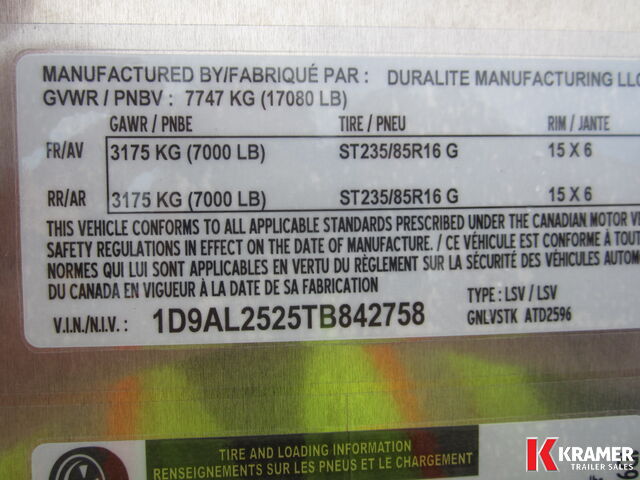 MANUFACTURED BY/FABRIQUÉ PAR : DURALITE MANUFACTURING LLC
GVWR / PNBV : 7747 KG (17080 LB)
GAWR / PNBE TIRE / PNEU RIM / JANTE
FR/AV 3175 KG (7000 LB) ST235/85R16 G 15 X 6
RR/AR 3175 KG (7000 LB) ST235/85R16 G 15 X 6
THIS VEHICLE CONFORMS TO ALL APPLICABLE STANDARDS PRESCRIBED UNDER THE CANADIAN MOTOR VE
SAFETY REGULATIONS IN EFFECT ON THE DATE OF MANUFACTURE. / CE VÉHICULE EST CONFORME À TOUT
NORMES QUI LUI SONT APPLICABLES EN VERTU DU RÈGLEMENT SUR LA SÉCURITÉ DES VÉHICULES AUTOM
DU CANADA EN VIGUEUR À LA DATE DE SA FABRICATION
TYPE : LSV / LSV
V.I.N./N.I.V. : 1D9AL2525TB842758 GNLVSTK ATD2596
TIRE AND LOADING INFORMATION
RENSEIGNEMENTS SUR LES PNEUS ET LE CHARGEMENT
KRAMER
TRAILER SALES